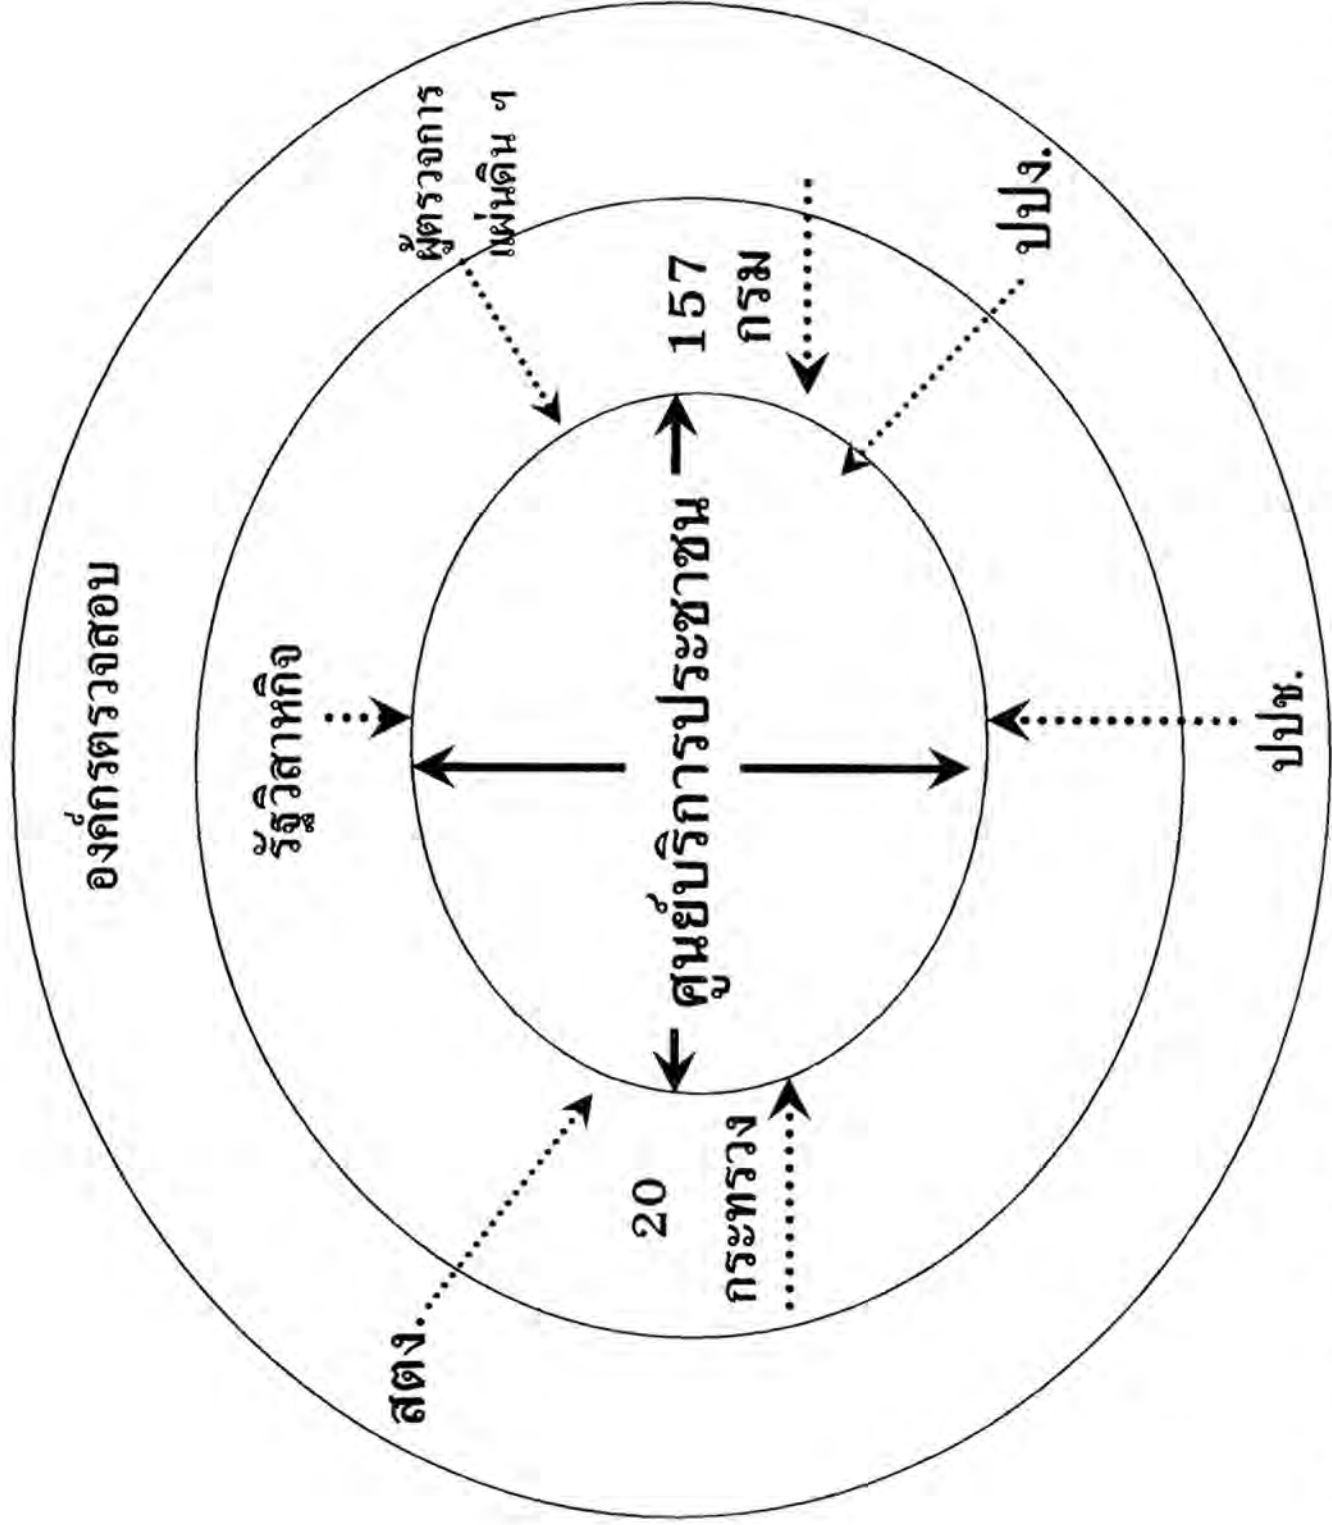 องค์กรตรวจสอบ
รัฐวิสาหกิจ
สตง.
ผู้ตรวจการ
แผ่นดิน ฯ
20
กระทรวง
ศูนย์บริการประชาชน
157
กรม
ปปง.
ปปช.